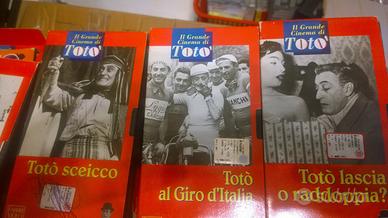 Il Grande
Cinema di
TOTÒ
Totò sceicco
Il Grande
Cinema di
TOTÒ
BIANCHI
Totò
al Giro d'Italia
Il Grande
Cinema di
TOTÒ
Totò lascia
o raddoppia?